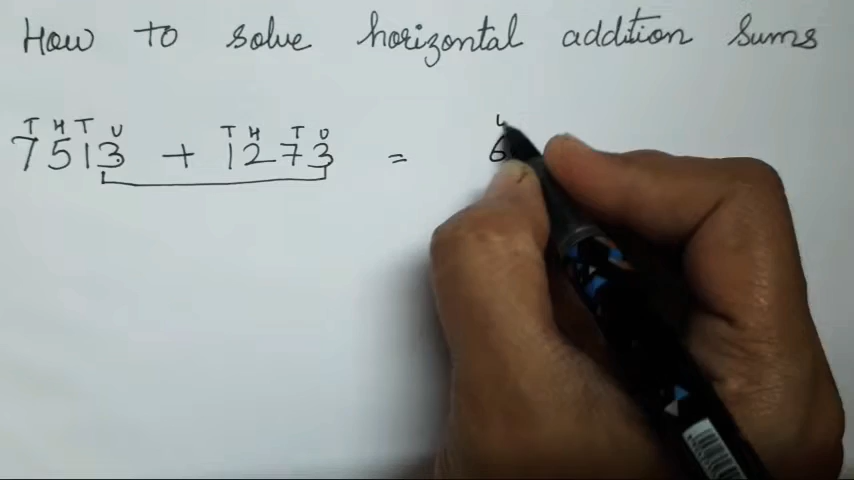 How to solve horizontal addition sums
T H T U T H T U
7513 + 1273 = 6